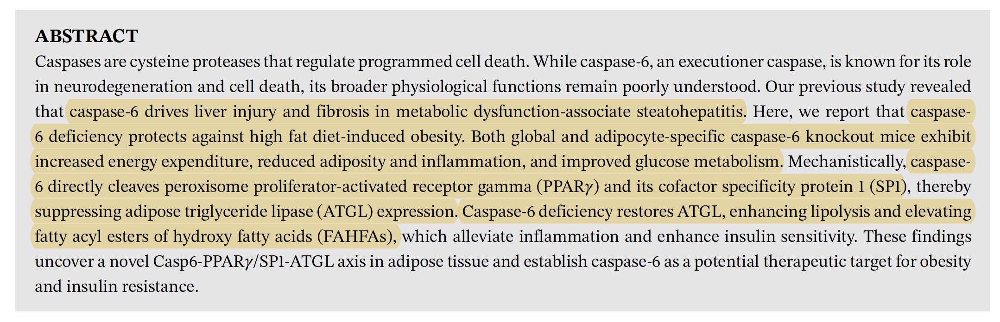 ABSTRACT
Caspases are cysteine proteases that regulate programmed cell death. While caspase-6, an executioner caspase, is known for its role
in neurodegeneration and cell death, its broader physiological functions remain poorly understood. Our previous study revealed
that caspase-6 drives liver injury and fibrosis in metabolic dysfunction-associate steatohepatitis. Here, we report that caspase-
6 deficiency protects against high fat diet-induced obesity. Both global and adipocyte-specific caspase-6 knockout mice exhibit
increased energy expenditure, reduced adiposity and inflammation, and improved glucose metabolism. Mechanistically, caspase-
6 directly cleaves peroxisome proliferator-activated receptor gamma (PPARγ) and its cofactor specificity protein 1 (SP1), thereby
suppressing adipose triglyceride lipase (ATGL) expression. Caspase-6 deficiency restores ATGL, enhancing lipolysis and elevating
fatty acyl esters of hydroxy fatty acids (FAHFAs), which alleviate inflammation and enhance insulin sensitivity. These findings
uncover a novel Casp6-PPARγ/SP1-ATGL axis in adipose tissue and establish caspase-6 as a potential therapeutic target for obesity
and insulin resistance.